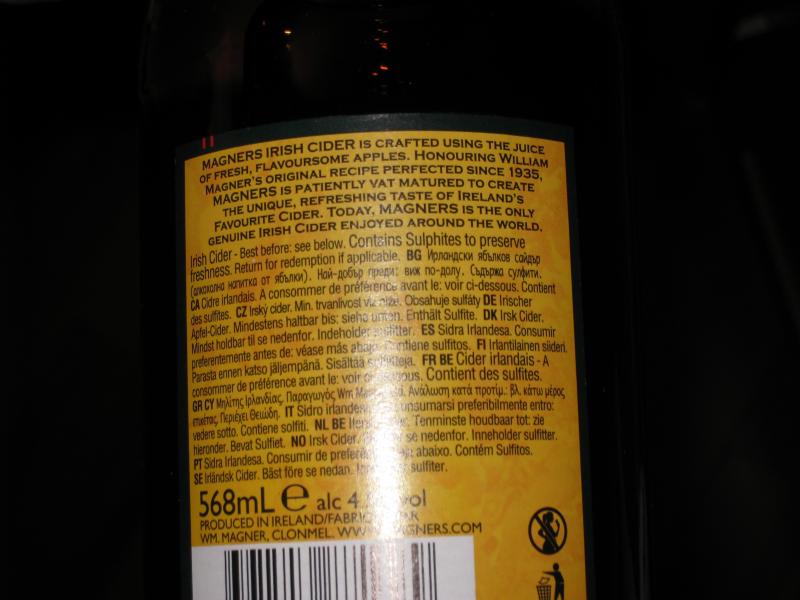 MAGNERS IRISH CIDER IS CRAFTED USING THE JUICE
OF FRESH, FLAVOURSOME APPLES. HONOURING WILLIAM
MAGNER'S ORIGINAL RECIPE PERFECTED SINCE 1935,
MAGNERS IS PATIENTLY VAT MATURED TO CREATE
THE UNIQUE, REFRESHING TASTE OF IRELAND'S
FAVOURITE CIDER. TODAY, MAGNERS IS THE ONLY
GENUINE IRISH CIDER ENJOYED AROUND THE WORLD.
Irish Cider - Best before: see below. Contains Sulphites to preserve
freshness. Return for redemption if applicable. BG Ирландски ябълков сайдър
(алкохолна напитка от ябълки). Най-добър преди: виж по-долу. Съдържа сулфити.
CA Cidre irlandais. A consommer de préférence avant le: voir ci-dessous. Contient
des sulfites. CZ Irský cider. Min. trvanlivost viz níže. Obsahuje sulfáty DE Irischer
Apfel-Cider. Mindestens haltbar bis: siehe unten. Enthält Sulfite. DK Irsk Cider.
Mindst holdbar til se nedenfor. Indeholder sulfitter. ES Sidra Irlandesa. Consumir
preferentemente antes de: véase más abajo. Contiene sulfitos. FI Irlantilainen siideri.
Parasta ennen katso jäljempänä. Sisältää sulfitteja. FR BE Cider irlandais - A
consommer de préférence avant le: voir ci-dessous. Contient des sulfites.
GR CY Μηλίτης Ιρλανδίας. Παραγωγός Wm Ανάλωση κατά προτίμ.: βλ. κάτω μέρος
ετικέτας. Περιέχει Θειώδη. IT Sidro irlandese. Consumarsi preferibilmente entro:
vedere sotto. Contiene solfiti. NL BE Tenminste houdbaar tot: zie
hieronder. Bevat Sulfiet. NO Irsk Cider. se nedenfor. Inneholder sulfitter.
PT Sidra Irlandesa. Consumir de abaixo. Contém Sulfitos.
SE Irländsk Cider. Bäst före se nedan. sulfiter.
568mL e alc vol
PRODUCED IN IRELAND/
WM. MAGNER, CLONMEL. WWW.MAGNERS.COM